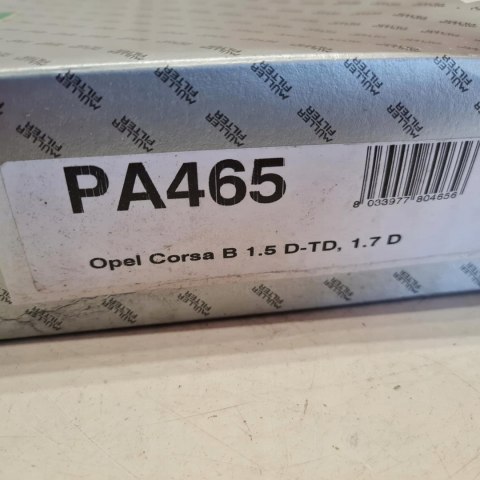 MULLER FILTER
PA465
8 033977 804656
Opel Corsa B 1.5 D-TD, 1.7 D